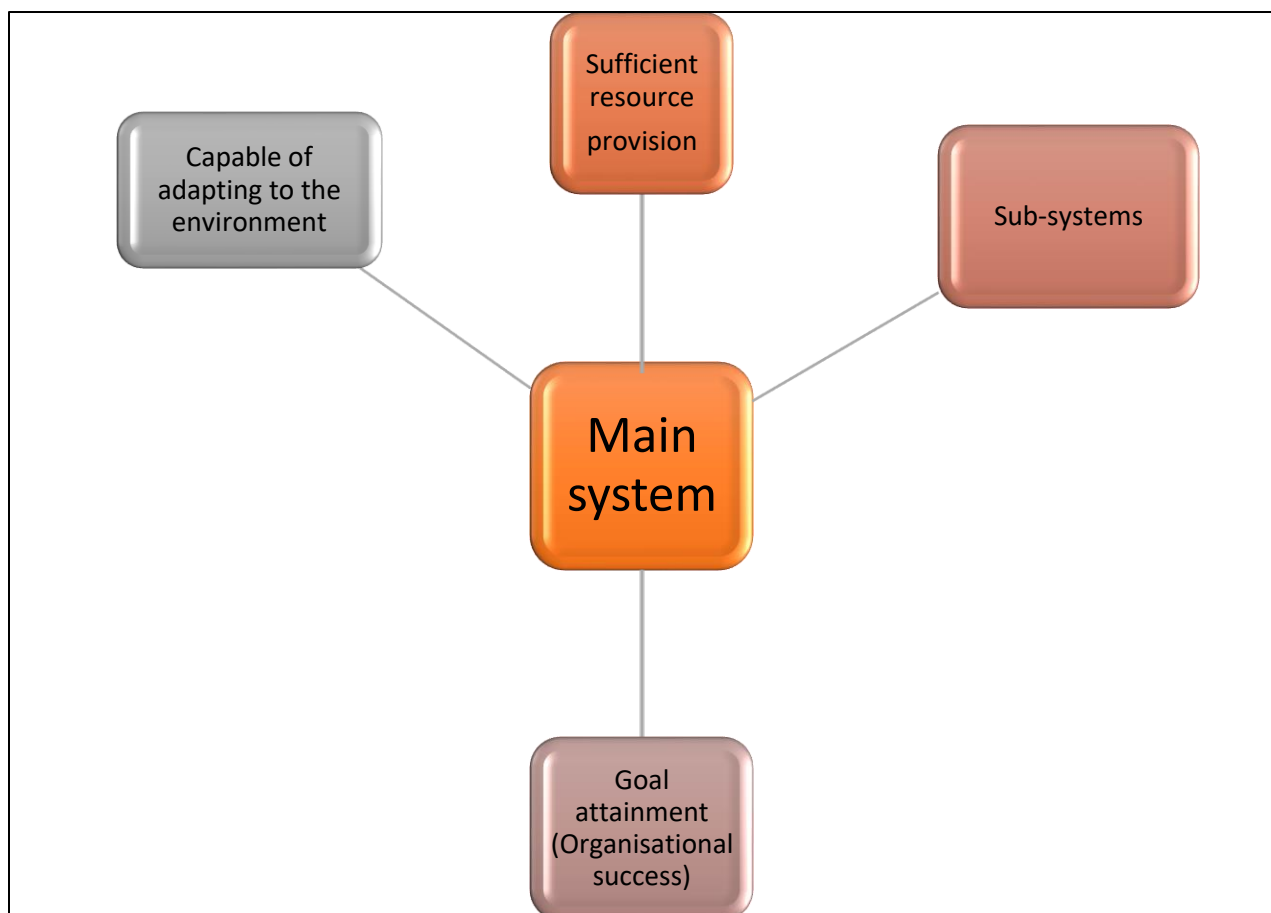 Sufficient
resource
provision
Capable of
adapting to the
environment
Sub-systems
Main
system
Goal
attainment
(Organisational
success)